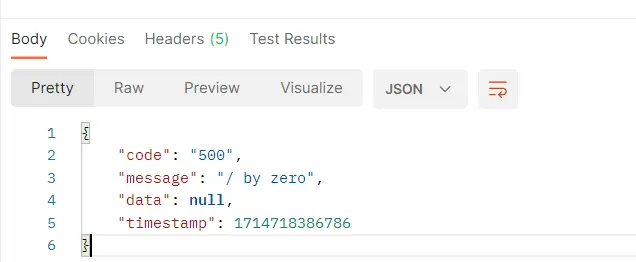 Body Cookies Headers (5) Test Results
Pretty Raw Preview Visualize JSON
1 {
2 "code": "500",
3 "message": "/ by zero",
4 "data": null,
5 "timestamp": 1714718386786
6 }